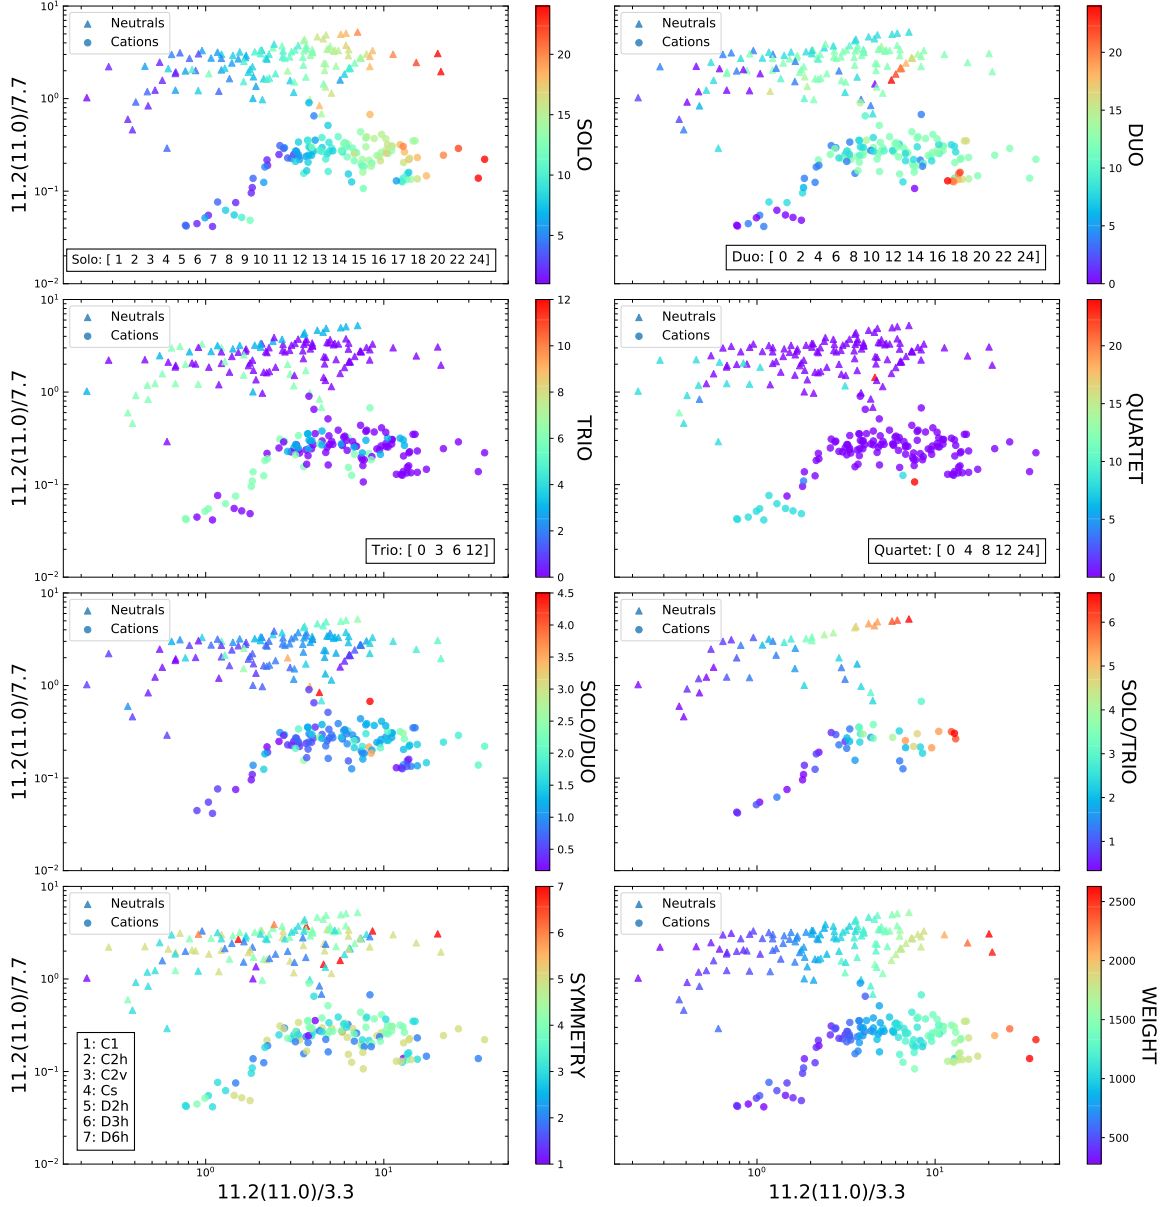 10¹
10⁰
10⁻¹
10⁻²
11.2(11.0)/7.7
Neutrals
Cations
Solo: [ 1 2 3 4 5 6 7 8 9 10 11 12 13 14 15 16 17 18 20 22 24]
20
15
10
5
SOLO
Neutrals
Cations
Duo: [ 0 2 4 6 8 10 12 14 16 18 20 22 24]
20
15
10
5
0
DUO
10¹
10⁰
10⁻¹
10⁻²
11.2(11.0)/7.7
Neutrals
Cations
Trio: [ 0 3 6 12]
12
10
8
6
4
2
0
TRIO
Neutrals
Cations
Quartet: [ 0 4 8 12 24]
20
15
10
5
0
QUARTET
10¹
10⁰
10⁻¹
10⁻²
11.2(11.0)/7.7
Neutrals
Cations
4.5
4.0
3.5
3.0
2.5
2.0
1.5
1.0
0.5
SOLO/DUO
Neutrals
Cations
6
5
4
3
2
1
SOLO/TRIO
10¹
10⁰
10⁻¹
10⁻²
11.2(11.0)/7.7
Neutrals
Cations
1: C1
2: C2h
3: C2v
4: Cs
5: D2h
6: D3h
7: D6h
10⁰
10¹
11.2(11.0)/3.3
7
6
5
4
3
2
1
SYMMETRY
Neutrals
Cations
10⁰
10¹
11.2(11.0)/3.3
2500
2000
1500
1000
500
WEIGHT